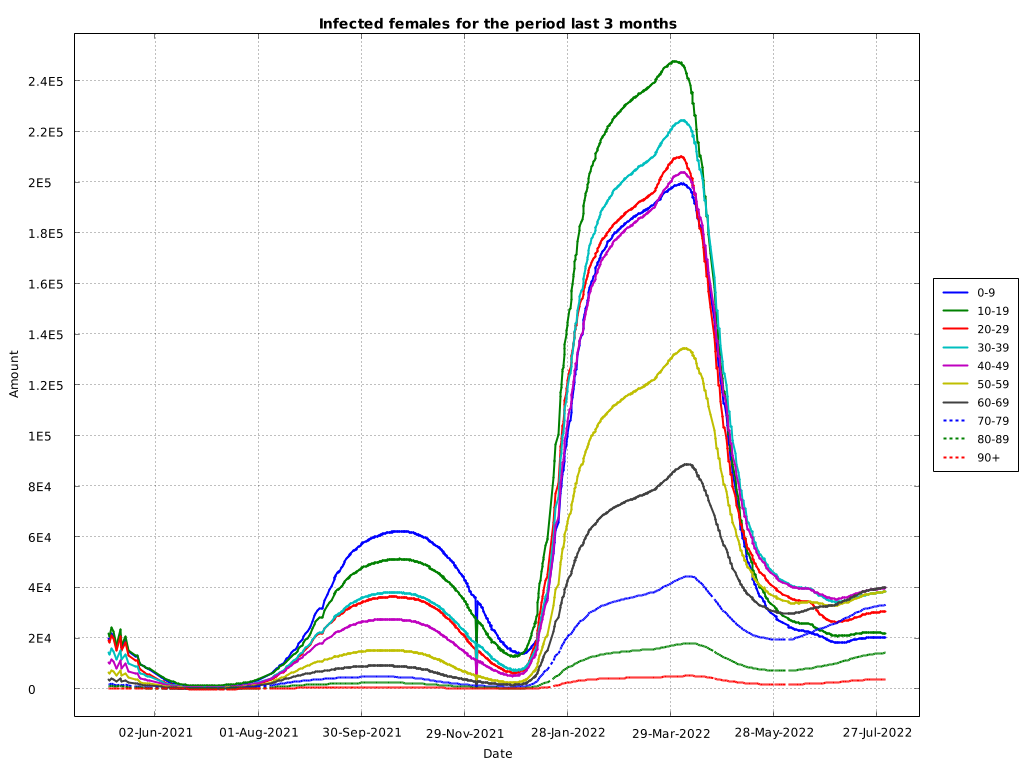 Infected females for the period last 3 months
Amount
2.4E5
2.2E5
2E5
1.8E5
1.6E5
1.4E5
1.2E5
1E5
8E4
6E4
4E4
2E4
0
02-Jun-2021
01-Aug-2021
30-Sep-2021
29-Nov-2021
28-Jan-2022
29-Mar-2022
28-May-2022
27-Jul-2022
Date
0-9
10-19
20-29
30-39
40-49
50-59
60-69
70-79
80-89
90+